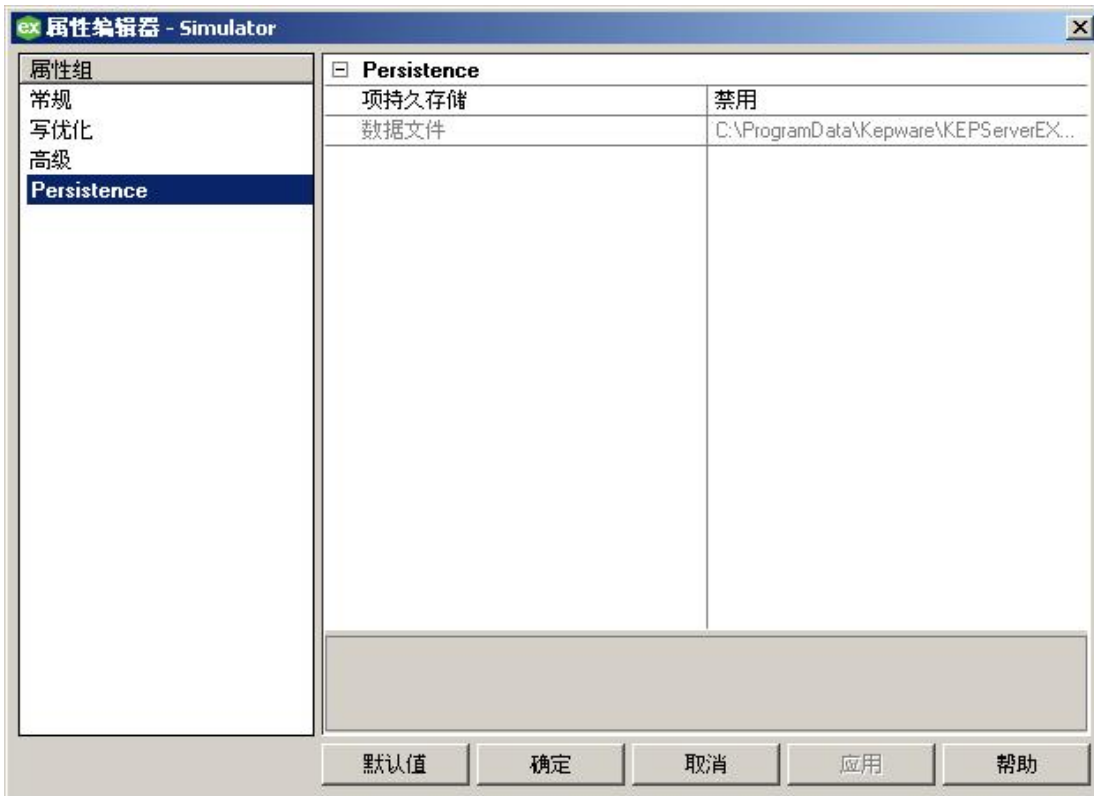 ex 属性编辑器 - Simulator
属性组
常规
写优化
高级
Persistence
Persistence
项持久存储 禁用
数据文件 C:\ProgramData\Kepware\KEPServerEX...
默认值 确定 取消 应用 帮助